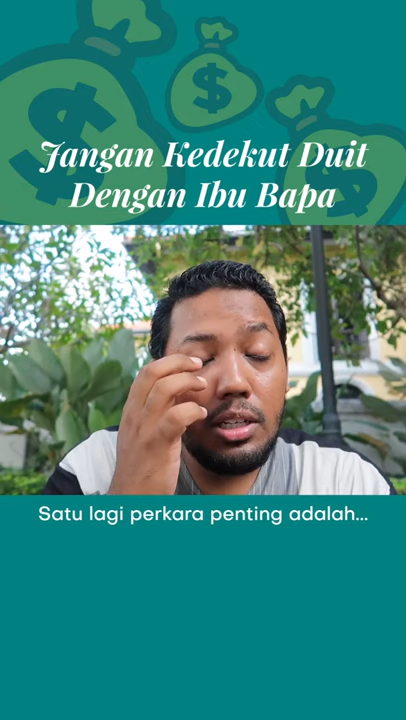 Jangan Kedekut Duit
Dengan Ibu Bapa
Satu lagi perkara penting adalah...